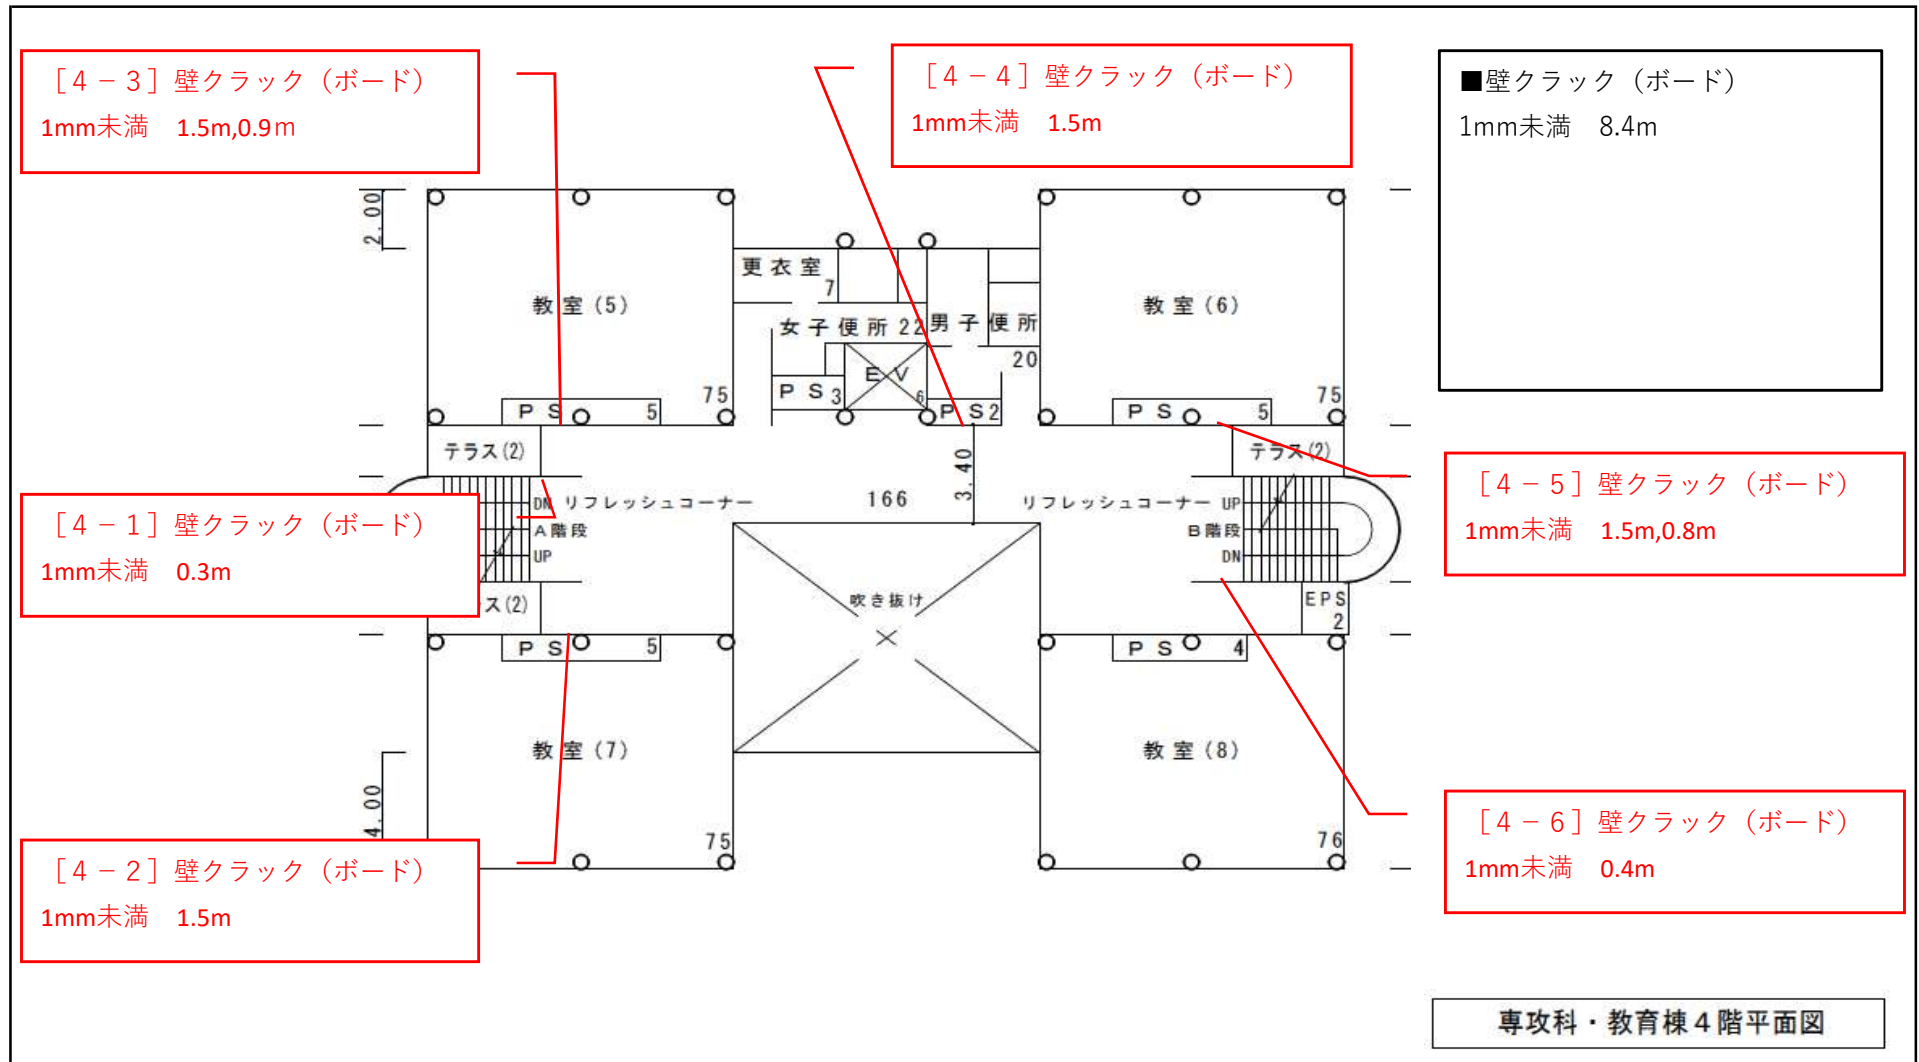 ［４－３］壁クラック（ボード）
1mm未満　1.5m,0.9ｍ
［４－４］壁クラック（ボード）
1mm未満　1.5m
■壁クラック（ボード）
1mm未満　8.4m
2.00
更衣室
7
教室(5)
教室(6)
女子便所 22
男子便所
20
EV
6
PS 3
PS 2
75
75
PS 5
PS 5
テラス(2)
テラス(2)
3.40
DN
リフレッシュコーナー
166
リフレッシュコーナー
UP
A階段
B階段
UP
DN
［４－１］壁クラック（ボード）
1mm未満　0.3m
［４－５］壁クラック（ボード）
1mm未満　1.5m,0.8m
ス(2)
吹き抜け
EPS
2
PS 5
PS 4
教室(7)
教室(8)
4.00
75
76
［４－２］壁クラック（ボード）
1mm未満　1.5m
［４－６］壁クラック（ボード）
1mm未満　0.4m
専攻科・教育棟４階平面図